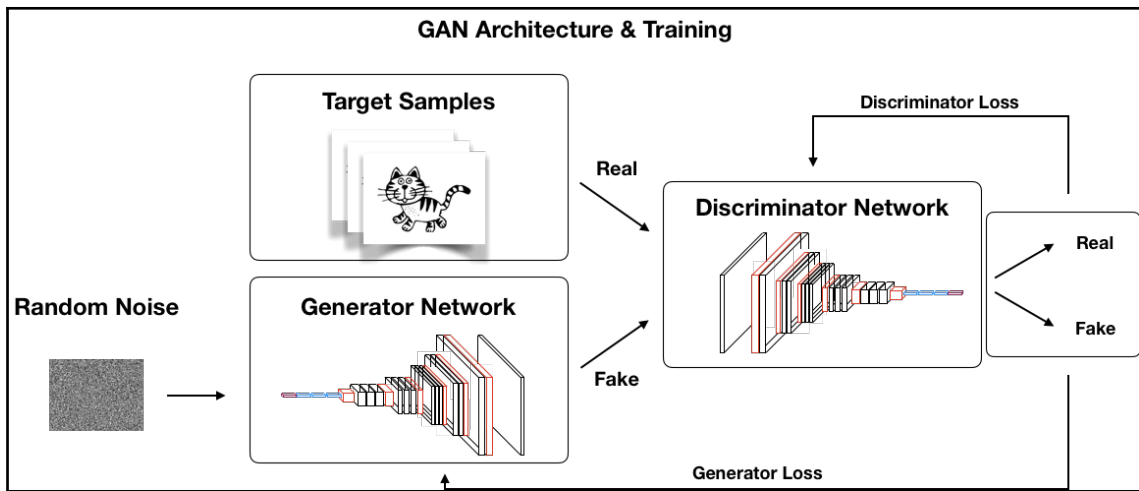 GAN Architecture & Training
Target Samples
Discriminator Loss
Real
Discriminator Network
Real
Fake
Random Noise
Generator Network
Fake
Generator Loss